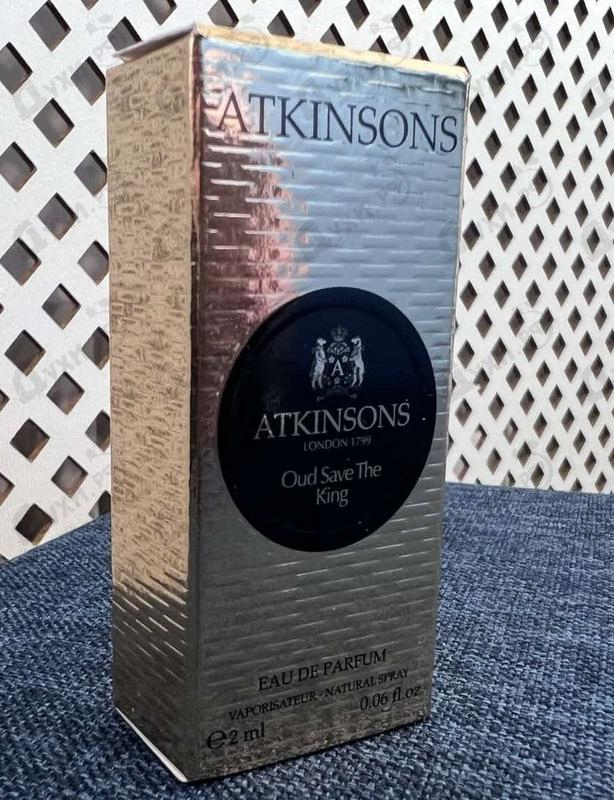 ATKINSONS
A
ATKINSONS
LONDON 1799
Oud Save The
King
EAU DE PARFUM
VAPORISATEUR - NATURAL SPRAY
℮ 2 ml 0.06 fl.oz.